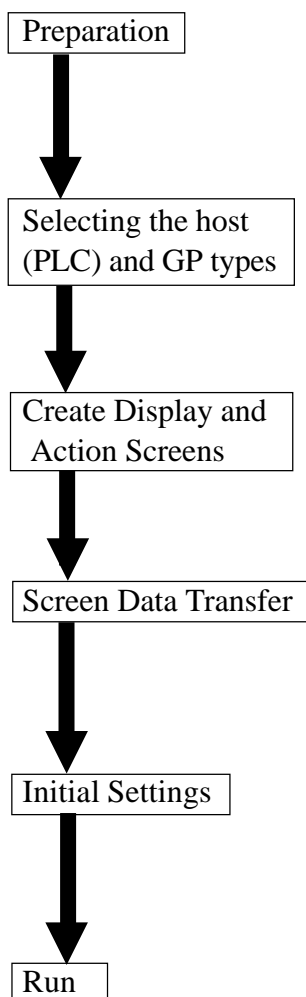 Preparation
Selecting the host
(PLC) and GP types
Create Display and
Action Screens
Screen Data Transfer
Initial Settings
Run